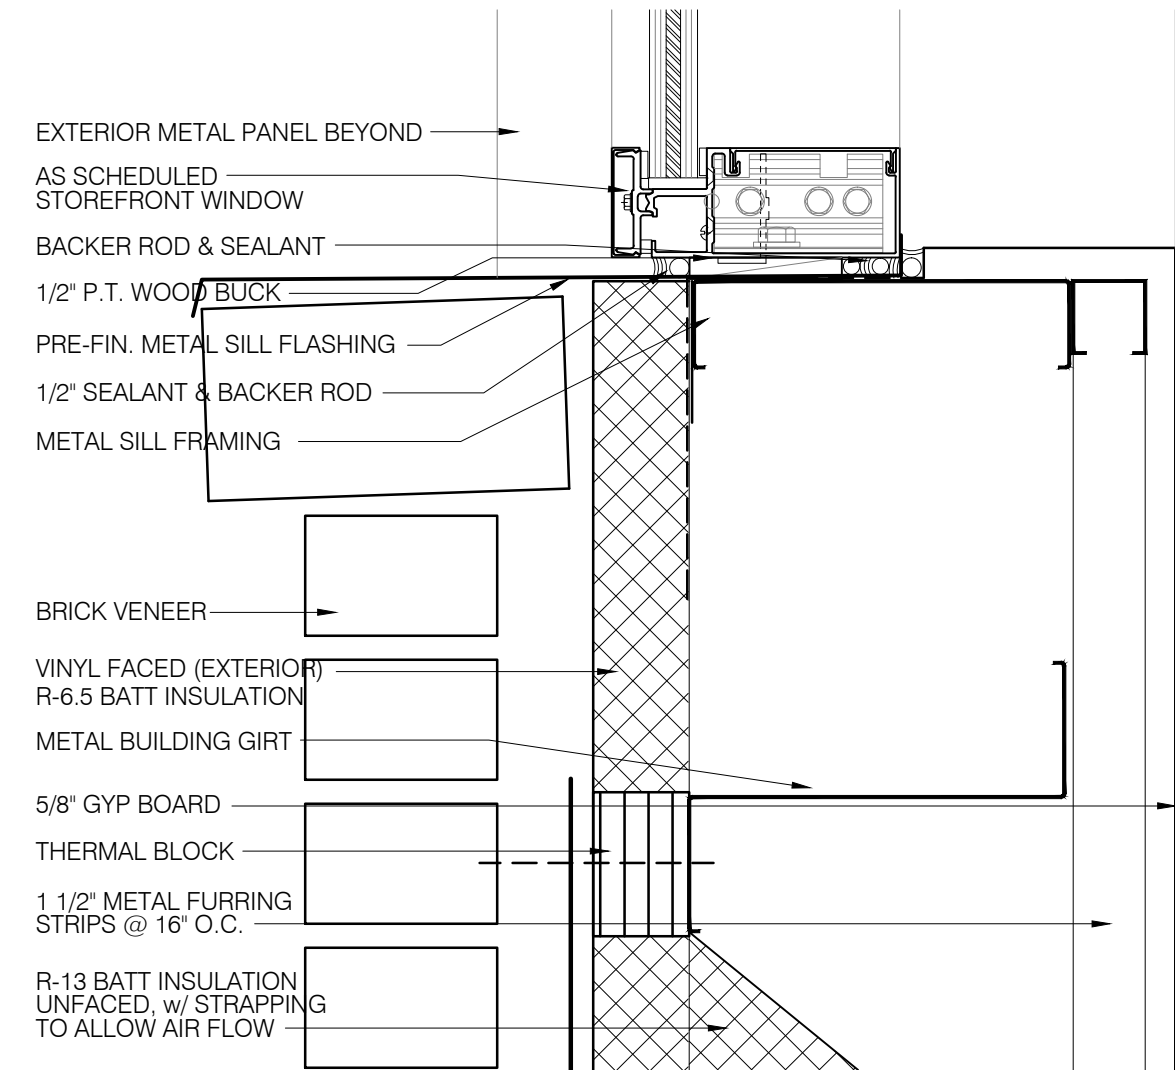 EXTERIOR METAL PANEL BEYOND
AS SCHEDULED
STOREFRONT WINDOW
BACKER ROD & SEALANT
1/2" P.T. WOOD BUCK
PRE-FIN. METAL SILL FLASHING
1/2" SEALANT & BACKER ROD
METAL SILL FRAMING
BRICK VENEER
VINYL FACED (EXTERIOR)
R-6.5 BATT INSULATION
METAL BUILDING GIRT
5/8" GYP BOARD
THERMAL BLOCK
1 1/2" METAL FURRING
STRIPS @ 16" O.C.
R-13 BATT INSULATION
UNFACED, w/ STRAPPING
TO ALLOW AIR FLOW